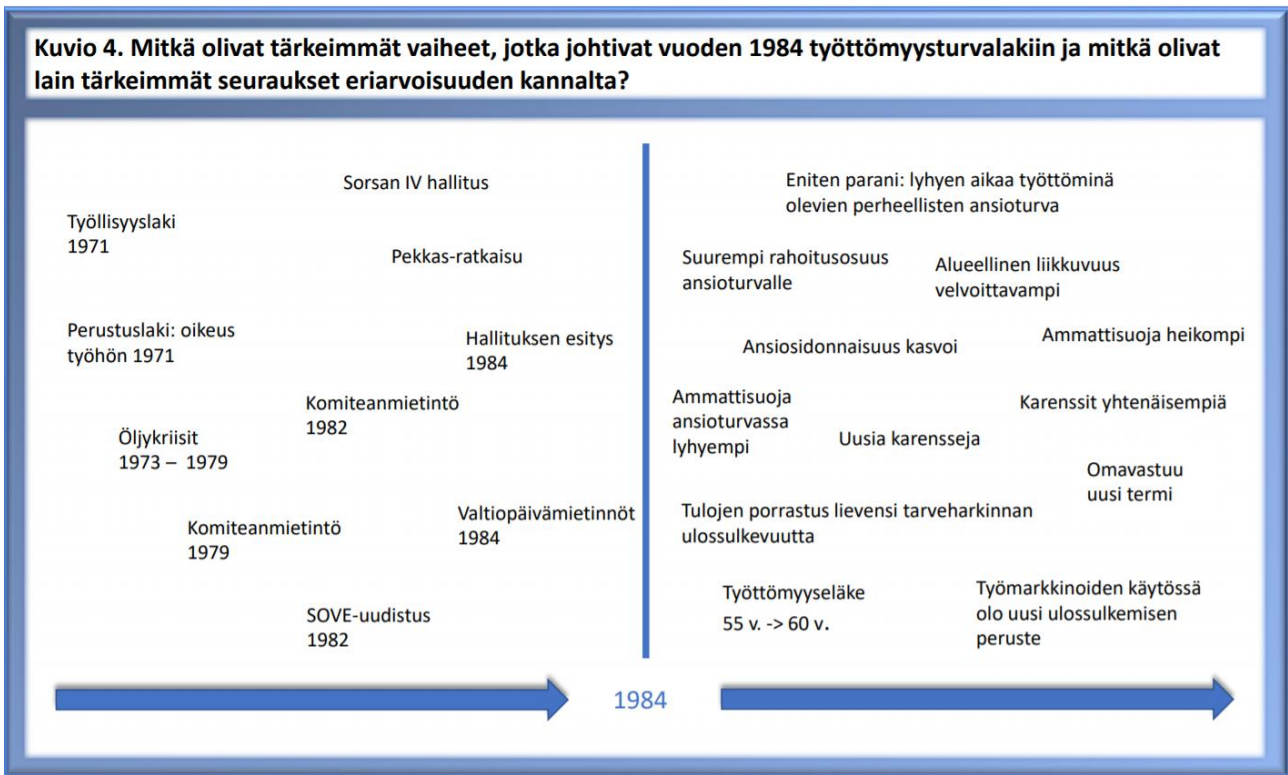 Kuvio 4. Mitkä olivat tärkeimmät vaiheet, jotka johtivat vuoden 1984 työttömyysturvalakiin ja mitkä olivat
lain tärkeimmät seuraukset eriarvoisuuden kannalta?
Sorsan IV hallitus
Työllisyyslaki
1971
Pekkas-ratkaisu
Perustuslaki: oikeus
työhön 1971
Hallituksen esitys
1984
Komiteanmietintö
1982
Öljykriisit
1973 – 1979
Valtiopäivämietinnöt
1984
Komiteanmietintö
1979
SOVE-uudistus
1982
Eniten parani: lyhyen aikaa työttöminä
olevien perheellisten ansioturva
Suurempi rahoitusosuus
ansioturvalle
Alueellinen liikkuvuus
velvoittavampi
Ansiosidonnaisuus kasvoi
Ammattisuoja heikompi
Ammattisuoja
ansioturvassa
lyhyempi
Karenssit yhtenäisempiä
Uusia karensseja
Omavastuu
uusi termi
Tulojen porrastus lievensi tarveharkinnan
ulossulkevuutta
Työttömyyseläke
55 v. -> 60 v.
Työmarkkinoiden käytössä
olo uusi ulossulkemisen
peruste
1984